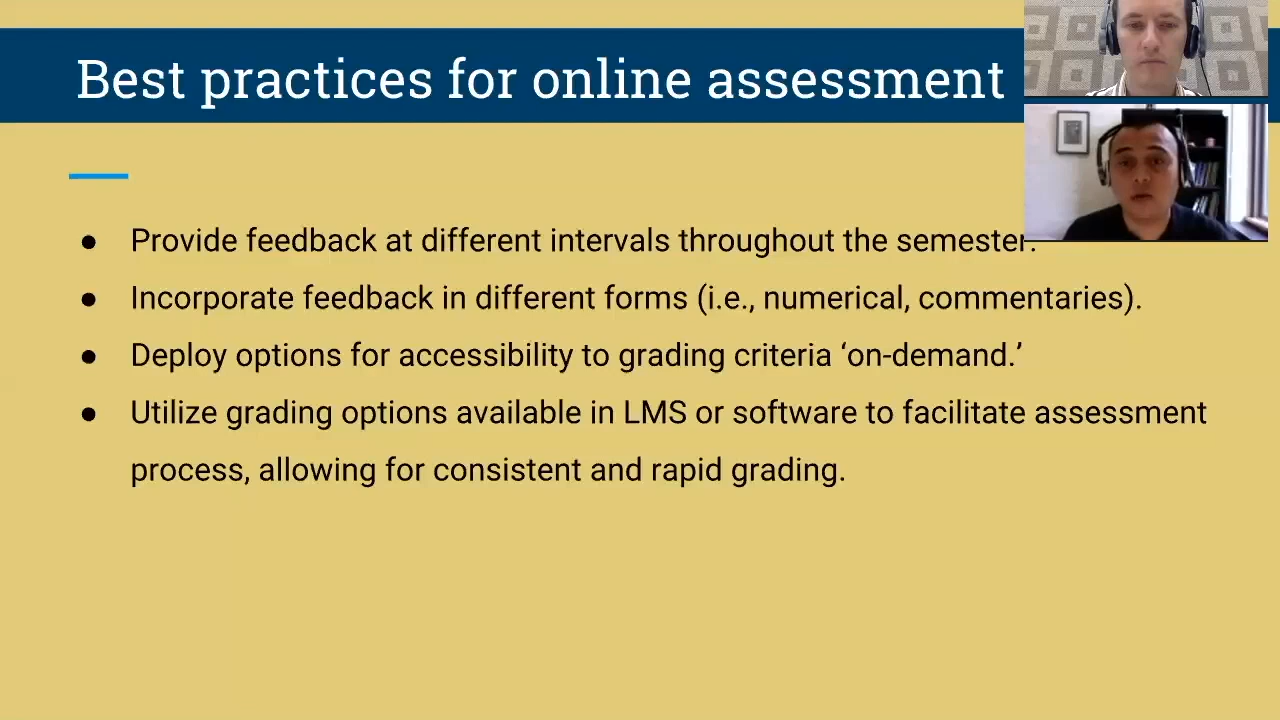 Best practices for online assessment
● Provide feedback at different intervals throughout the semester.
● Incorporate feedback in different forms (i.e., numerical, commentaries).
● Deploy options for accessibility to grading criteria ‘on-demand.’
● Utilize grading options available in LMS or software to facilitate assessment
process, allowing for consistent and rapid grading.